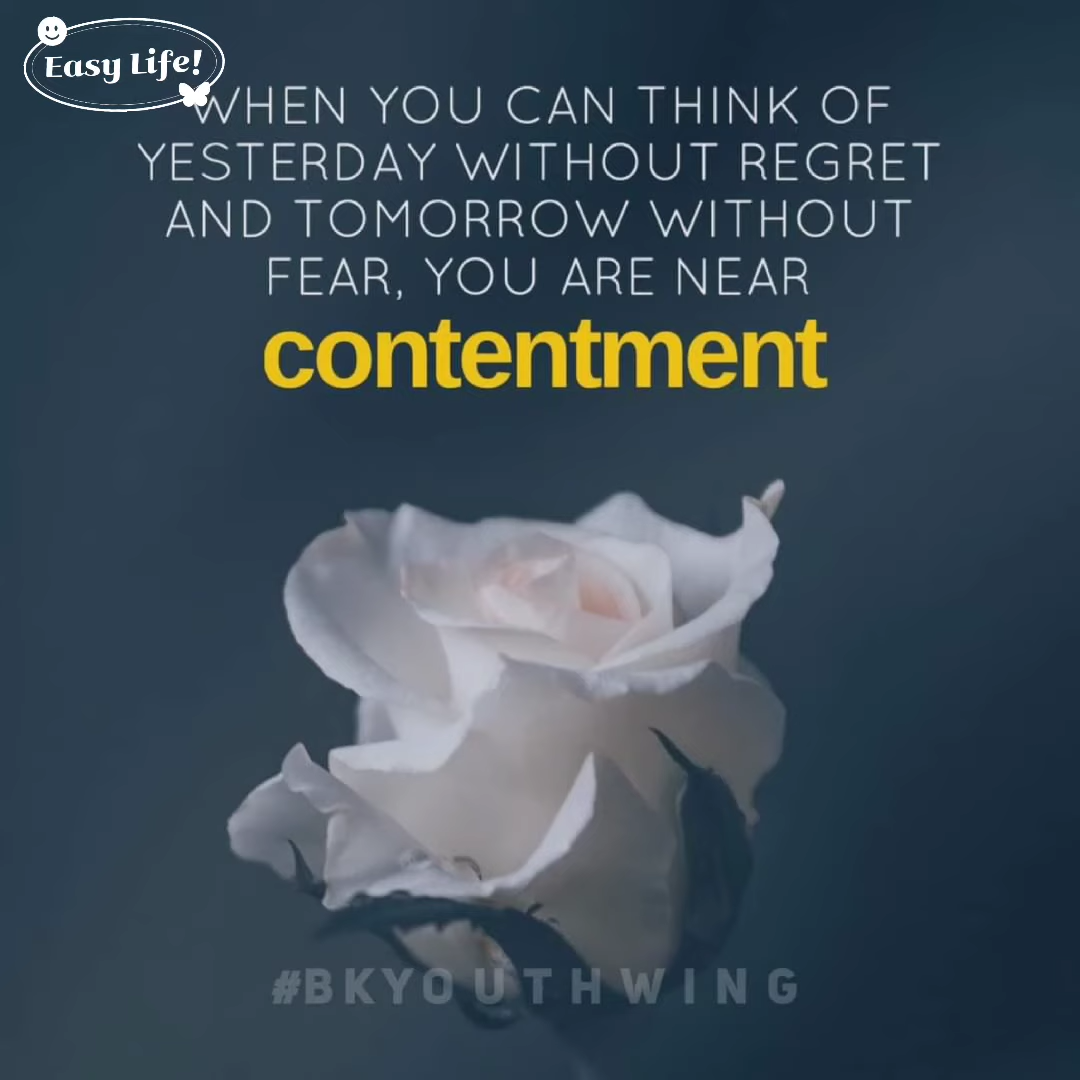 Easy Life!
WHEN YOU CAN THINK OF
YESTERDAY WITHOUT REGRET
AND TOMORROW WITHOUT
FEAR, YOU ARE NEAR
contentment
#BKYOUTHWING